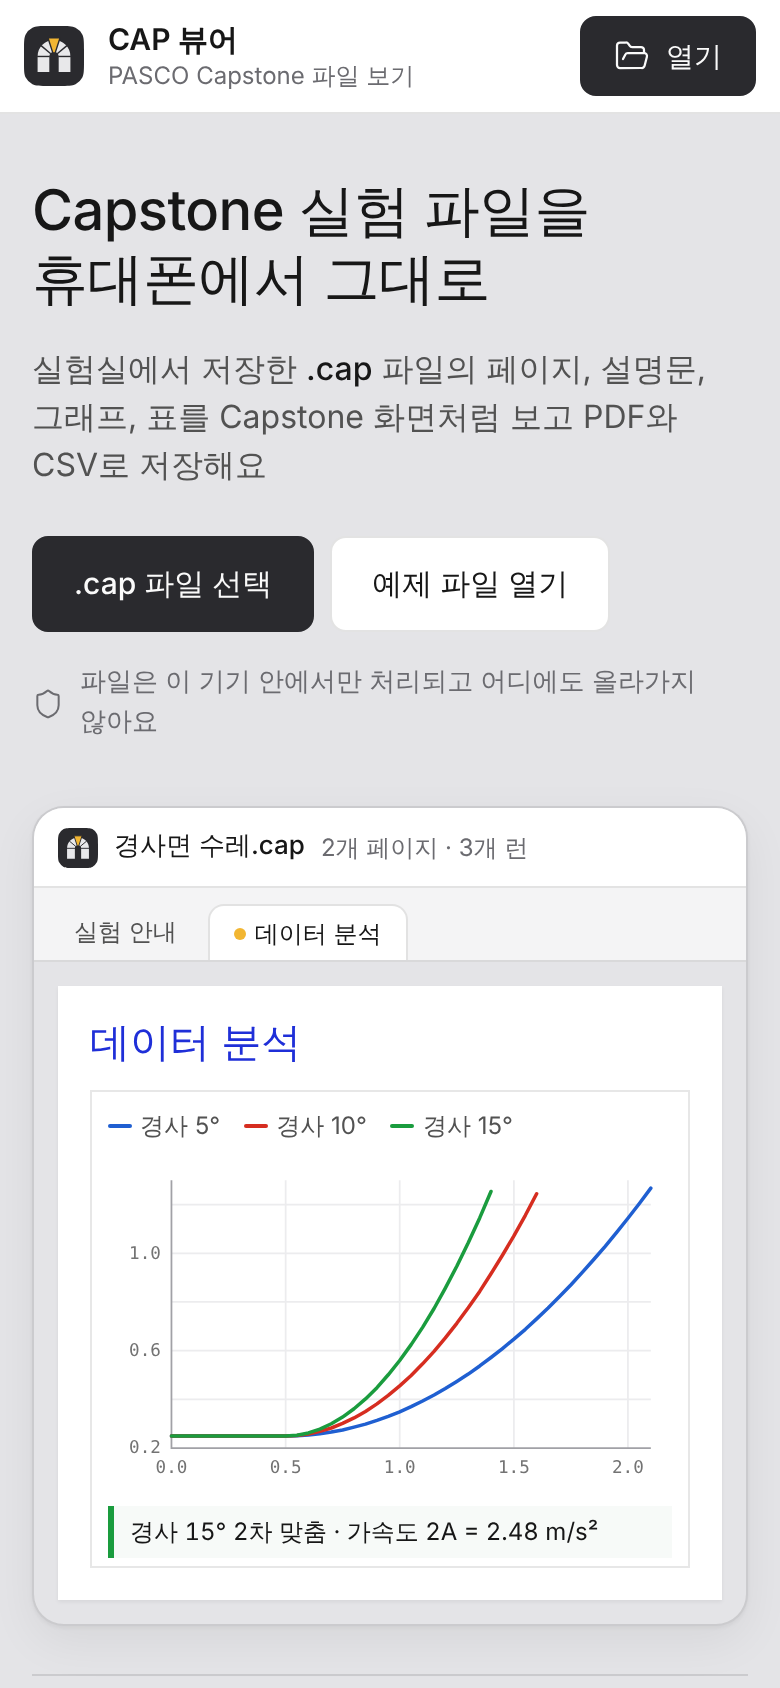 CAP 뷰어
PASCO Capstone 파일 보기
열기
Capstone 실험 파일을
휴대폰에서 그대로
실험실에서 저장한 .cap 파일의 페이지, 설명문,
그래프, 표를 Capstone 화면처럼 보고 PDF와
CSV로 저장해요
.cap 파일 선택
예제 파일 열기
파일은 이 기기 안에서만 처리되고 어디에도 올라가지
않아요
경사면 수레.cap 2개 페이지 · 3개 런
실험 안내
데이터 분석
데이터 분석
경사 5° 경사 10° 경사 15°
1.0
0.6
0.2
0.0 0.5 1.0 1.5 2.0
경사 15° 2차 맞춤 · 가속도 2A = 2.48 m/s²